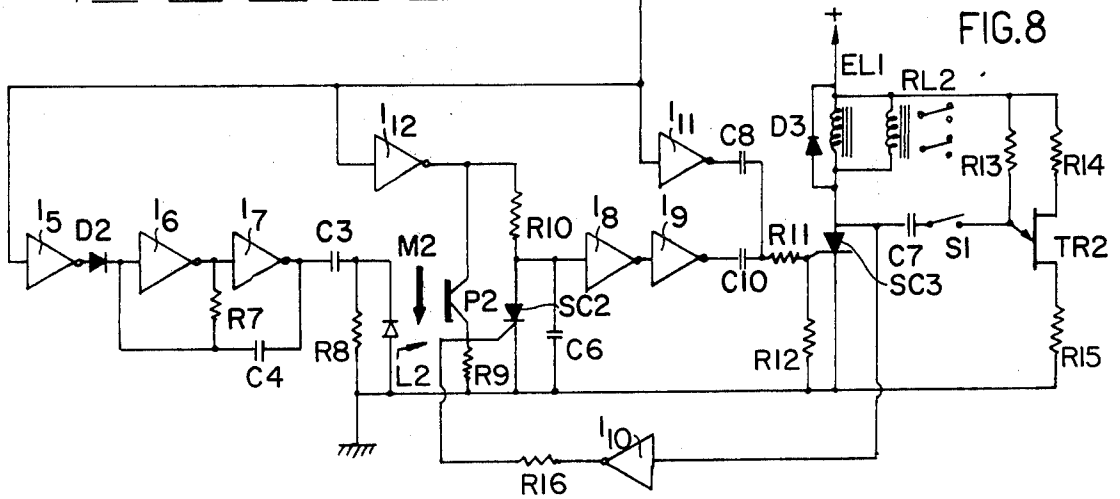 FIG.8
+
EL1
RL2
D3
I11
C8
I12
R13
R14
I5
D2
I6
I7
C3
M2
R10
I8
I9
R11
C7
S1
TR2
P2
SC2
C10
SC3
R7
R8
C4
L2
R9
C6
R12
R15
I10
R16